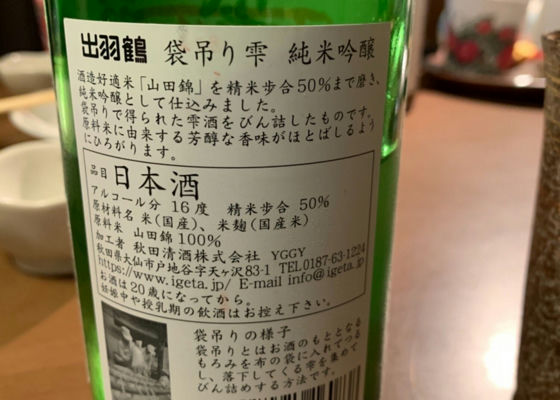 出羽鶴 袋吊り雫 純米吟醸
酒造好適米「山田錦」を精米歩合50%まで磨き、
純米吟醸として仕込みました。
袋吊りで得られた雫酒をびん詰したものです。
原料米に由来する芳醇な香味がほとばしるよう
にひろがります。
品目 日本酒
アルコール分 16度 精米歩合 50%
原材料名 米(国産)、米麹(国産米)
原料米 山田錦100%
加工者 秋田清酒株式会社 YGGY
秋田県大仙市戸地谷字天ケ沢83-1 TEL0187-63-1224
https://www.igeta.jp/ E-mail info@igeta.jp
お酒は20歳になってから。
妊娠中や授乳期の飲酒はお控え下さい。
袋吊りの様子
袋吊りとはお酒のもととなる
もろみを布の袋に入れてつる
し、落下してくる雫を集めて
びん詰めする方法です。